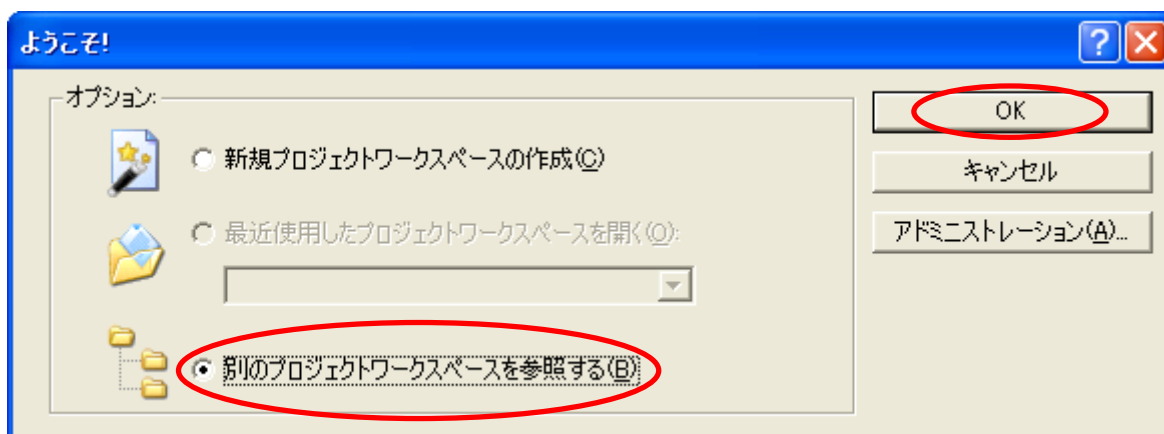 ようこそ!
オプション:
新規プロジェクトワークスペースの作成(C)
最近使用したプロジェクトワークスペースを開く(O):
別のプロジェクトワークスペースを参照する(B)
OK
キャンセル
アドミニストレーション(A)...